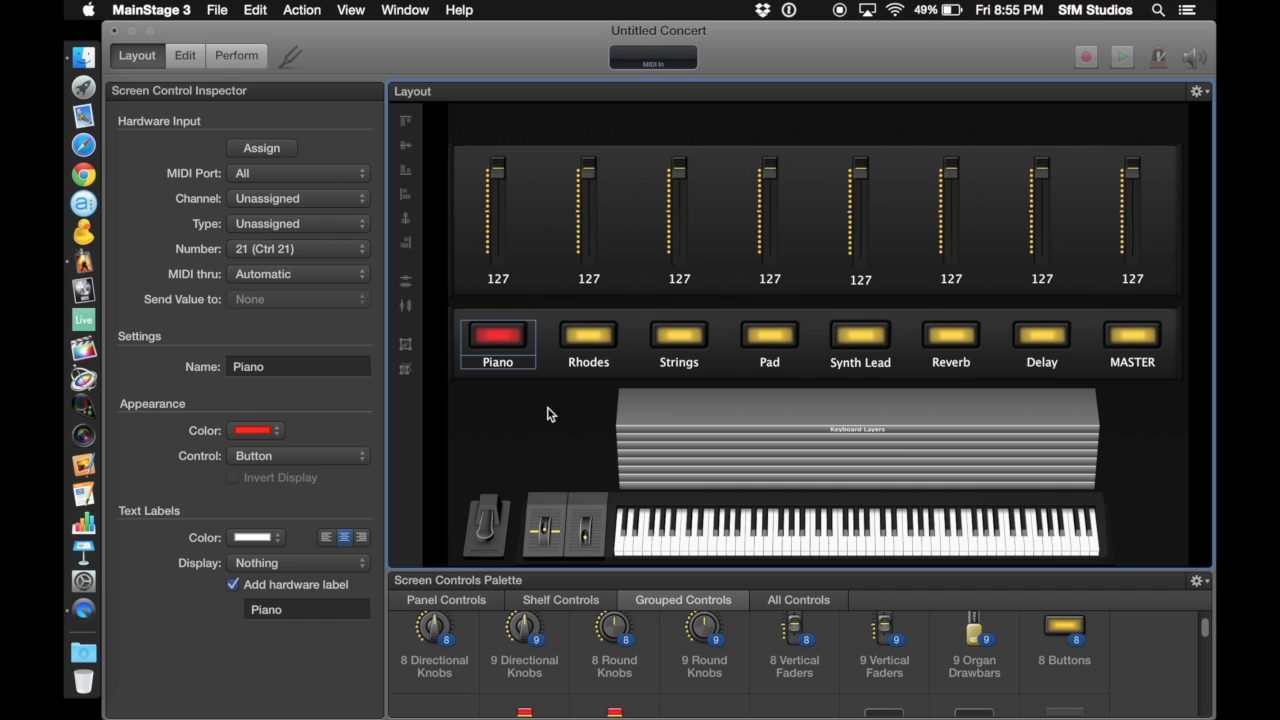 MainStage 3 File Edit Action View Window Help 49% Fri 8:55 PM SfM Studios
Untitled Concert
Layout Edit Perform
MIDI In
Screen Control Inspector
Hardware Input
Assign
MIDI Port: All
Channel: Unassigned
Type: Unassigned
Number: 21 (Ctrl 21)
MIDI thru: Automatic
Send Value to: None
Settings
Name: Piano
Appearance
Color:
Control: Button
Invert Display
Text Labels
Color:
Display: Nothing
Add hardware label
Piano
Layout
127 127 127 127 127 127 127 127
Piano Rhodes Strings Pad Synth Lead Reverb Delay MASTER
Keyboard Layers
Screen Controls Palette
Panel Controls Shelf Controls Grouped Controls All Controls
8 9 8 9 8 9 9 8
8 Directional Knobs
9 Directional Knobs
8 Round Knobs
9 Round Knobs
8 Vertical Faders
9 Vertical Faders
9 Organ Drawbars
8 Buttons
Live
a: